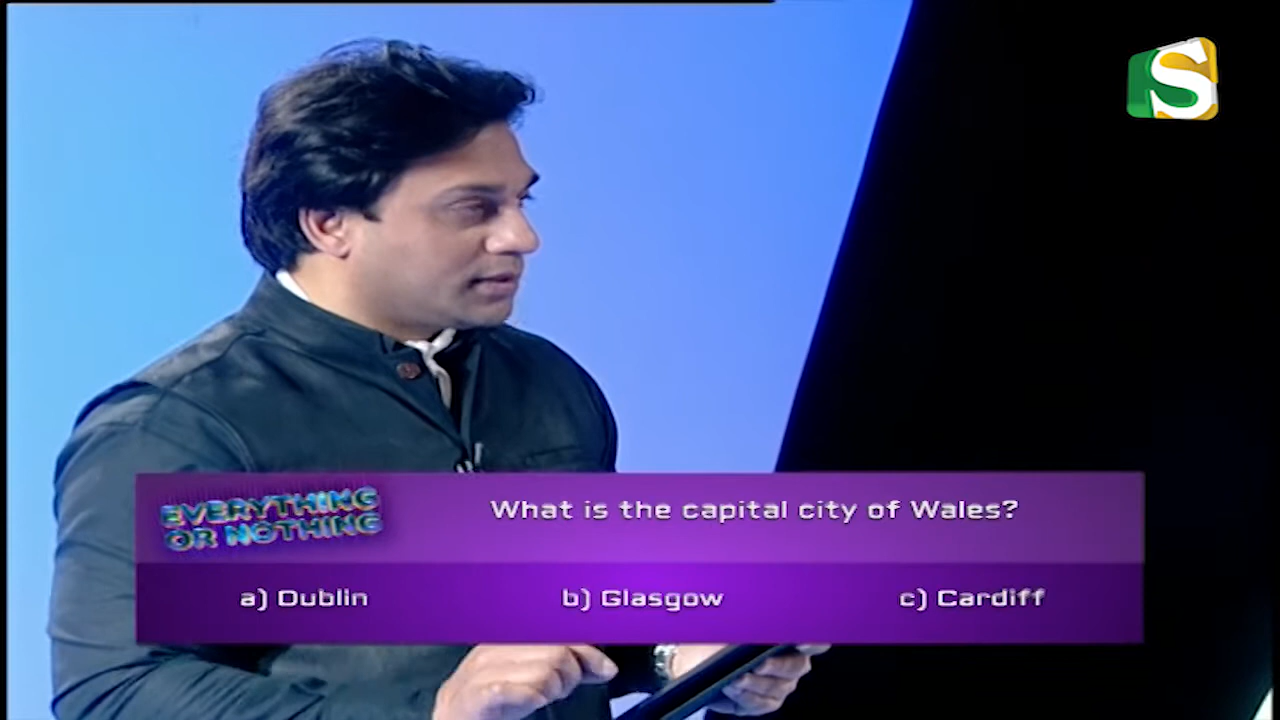 S
EVERYTHING
OR NOTHING
What is the capital city of Wales?
a) Dublin
b) Glasgow
c) Cardiff